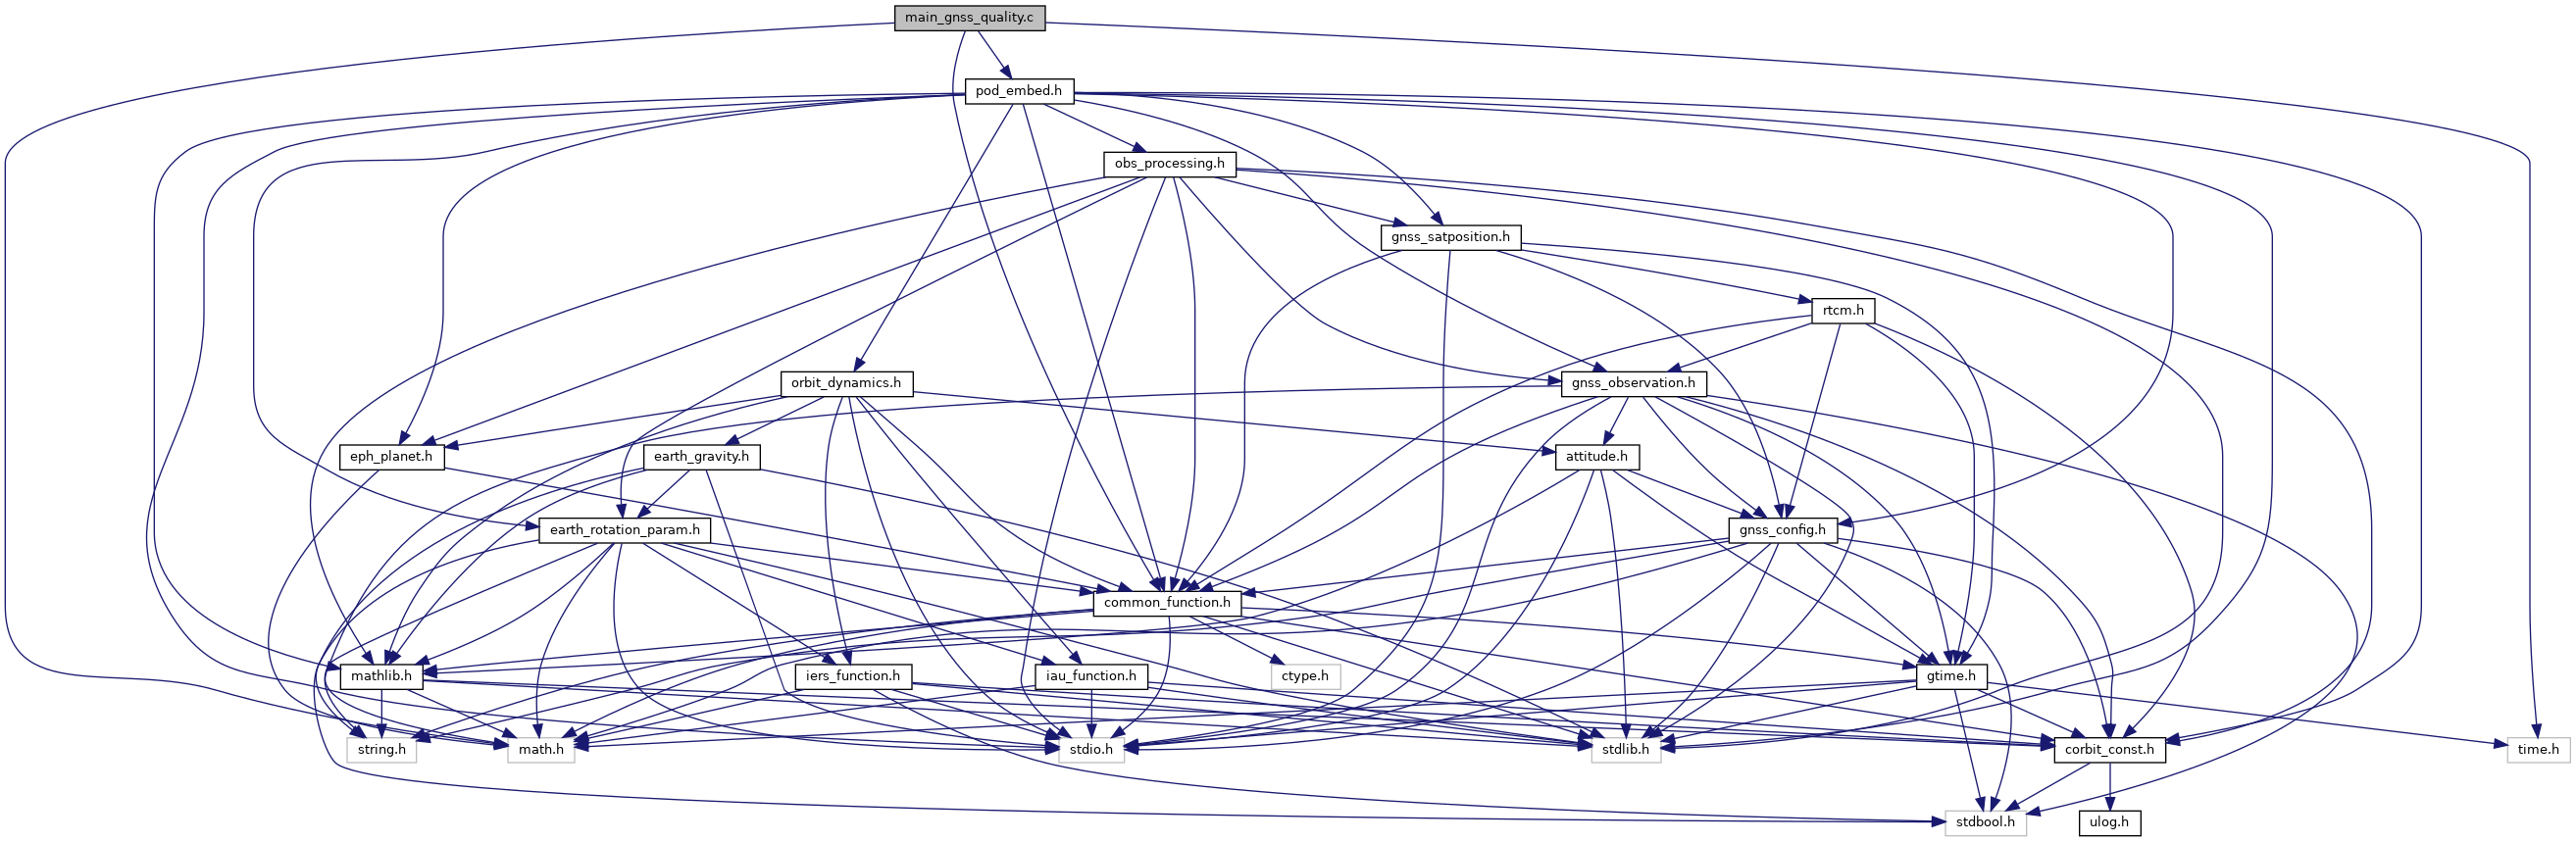 main_gnss_quality.c
pod_embed.h
obs_processing.h
gnss_satposition.h
rtcm.h
orbit_dynamics.h
gnss_observation.h
eph_planet.h
earth_gravity.h
attitude.h
earth_rotation_param.h
gnss_config.h
common_function.h
mathlib.h
iers_function.h
iau_function.h
ctype.h
gtime.h
string.h
math.h
stdio.h
stdlib.h
corbit_const.h
time.h
stdbool.h
ulog.h